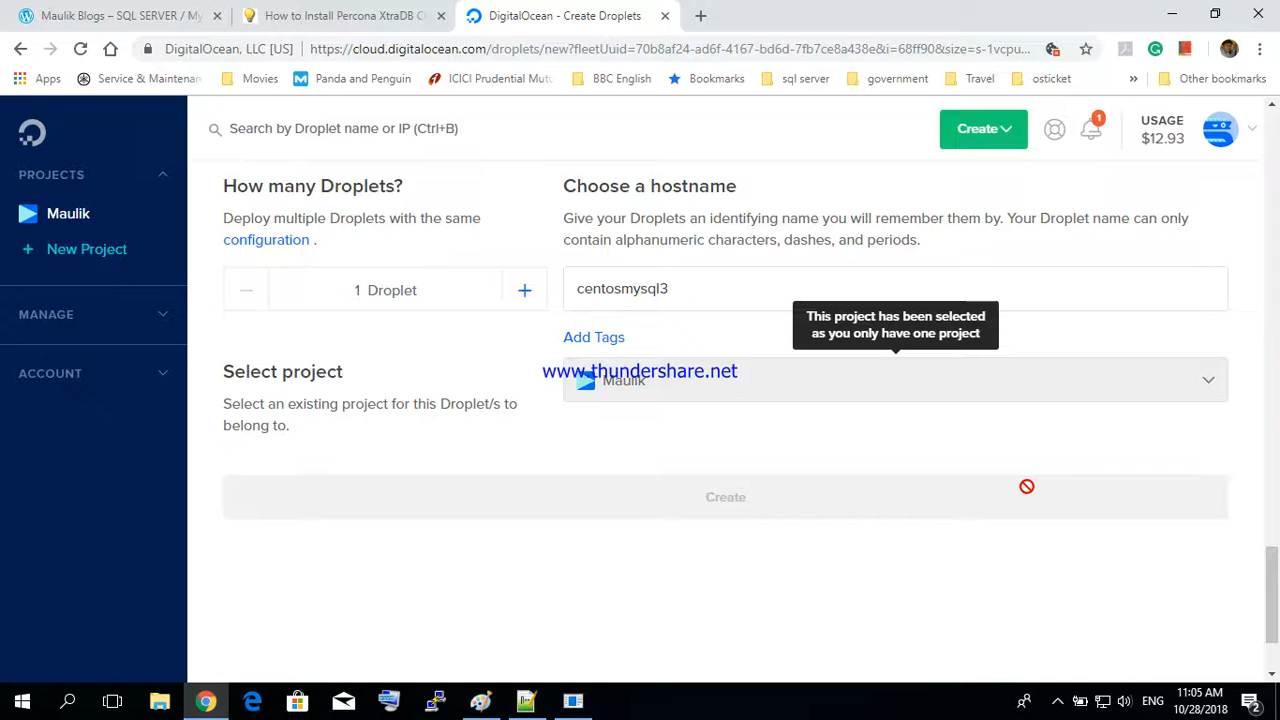 Maulik Blogs – SQL SERVER / My
How to Install Percona XtraDB Cl
DigitalOcean - Create Droplets
DigitalOcean, LLC [US]
https://cloud.digitalocean.com/droplets/new?fleetUuid=70b8af24-ad6f-4167-bd6d-7fb7ce8a438e&i=68ff90&size=s-1vcpu...
Apps
Service & Maintenan
Movies
Panda and Penguin
ICICI Prudential Mutu
BBC English
Bookmarks
sql server
government
Travel
osticket
»
Other bookmarks
Search by Droplet name or IP (Ctrl+B)
Create
1
USAGE
$12.93
PROJECTS
Maulik
+ New Project
MANAGE
ACCOUNT
How many Droplets?
Deploy multiple Droplets with the same
configuration .
1 Droplet
Choose a hostname
Give your Droplets an identifying name you will remember them by. Your Droplet name can only
contain alphanumeric characters, dashes, and periods.
centosmysql3
This project has been selected
as you only have one project
Add Tags
Select project
Select an existing project for this Droplet/s to
belong to.
www.thundershare.net
Maulik
Create
ENG
11:05 AM
10/28/2018
2